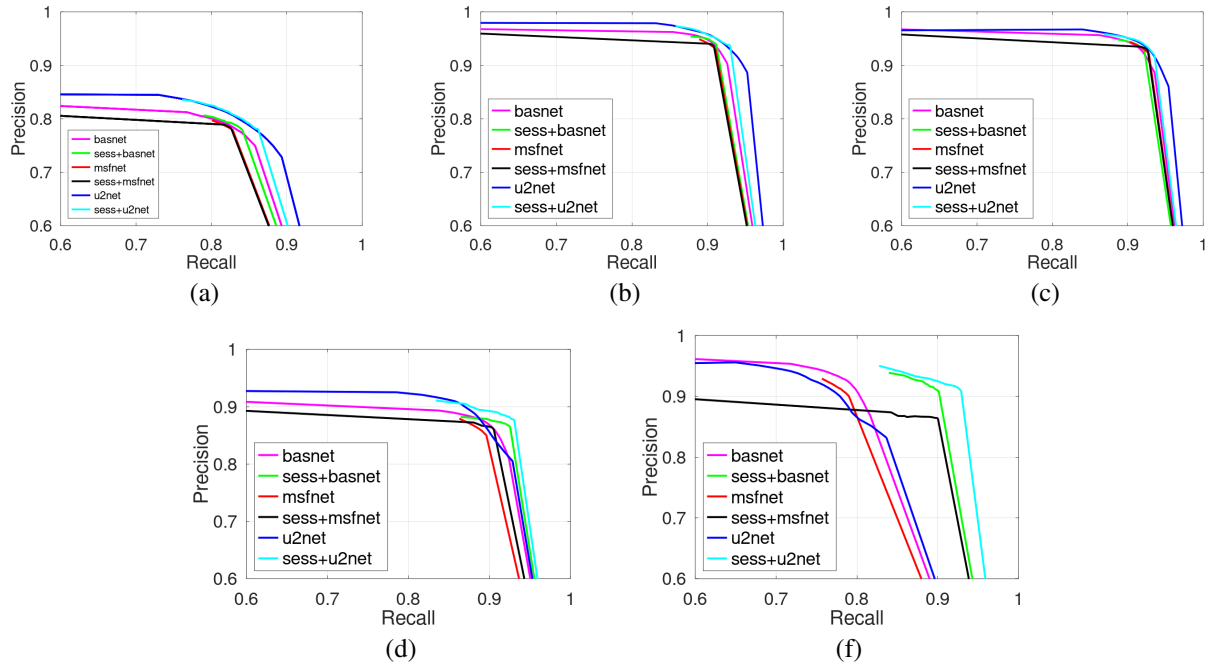 1
0.9
0.8
0.7
0.6
Precision
basnet
sess+basnet
msfnet
sess+msfnet
u2net
sess+u2net
0.6 0.7 0.8 0.9 1
Recall
(a)
1
0.9
0.8
0.7
0.6
Precision
basnet
sess+basnet
msfnet
sess+msfnet
u2net
sess+u2net
0.6 0.7 0.8 0.9 1
Recall
(b)
1
0.9
0.8
0.7
0.6
Precision
basnet
sess+basnet
msfnet
sess+msfnet
u2net
sess+u2net
0.6 0.7 0.8 0.9 1
Recall
(c)
1
0.9
0.8
0.7
0.6
Precision
basnet
sess+basnet
msfnet
sess+msfnet
u2net
sess+u2net
0.6 0.7 0.8 0.9 1
Recall
(d)
1
0.9
0.8
0.7
0.6
Precision
basnet
sess+basnet
msfnet
sess+msfnet
u2net
sess+u2net
0.6 0.7 0.8 0.9 1
Recall
(f)